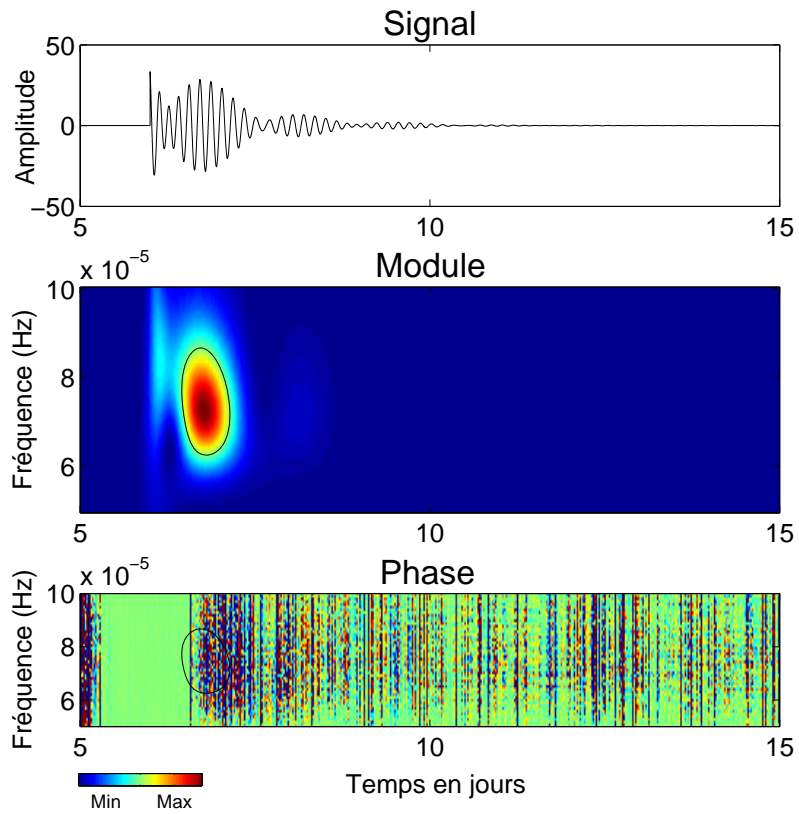 Signal
50
0
−50
Amplitude
5 10 15
x 10−5
Module
10
8
6
Fréquence (Hz)
5 10 15
x 10−5
Phase
10
8
6
Fréquence (Hz)
5 10 15
Min Max
Temps en jours